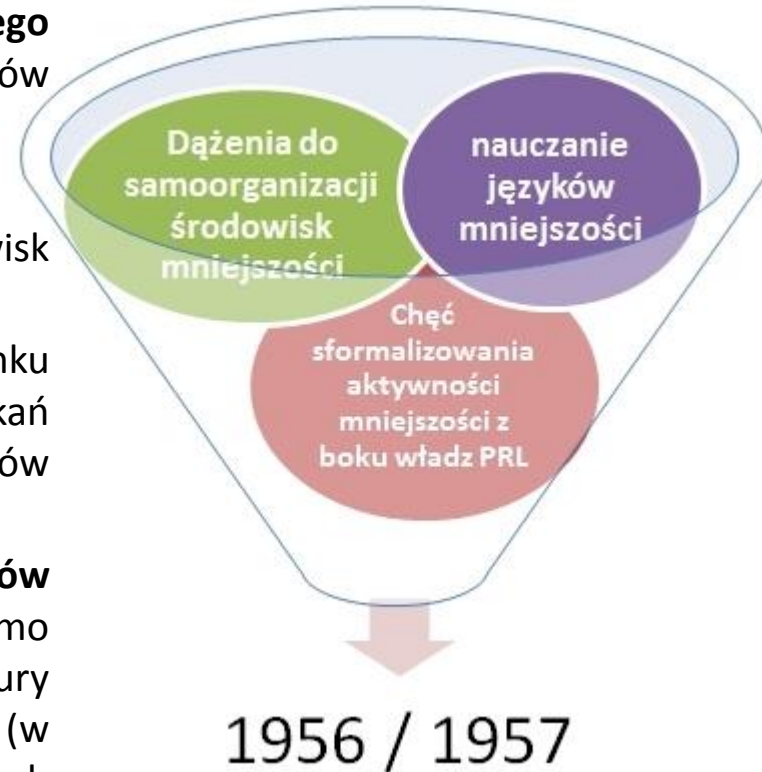 ego
ów
isk
nku
kań
ów
ów
mo
ury
(w
Dążenia do
samoorganizacji
środowisk
mniejszości
nauczanie
języków
mniejszości
Chęć
sformalizowania
aktywności
mniejszości z
boku władz PRL
1956 / 1957